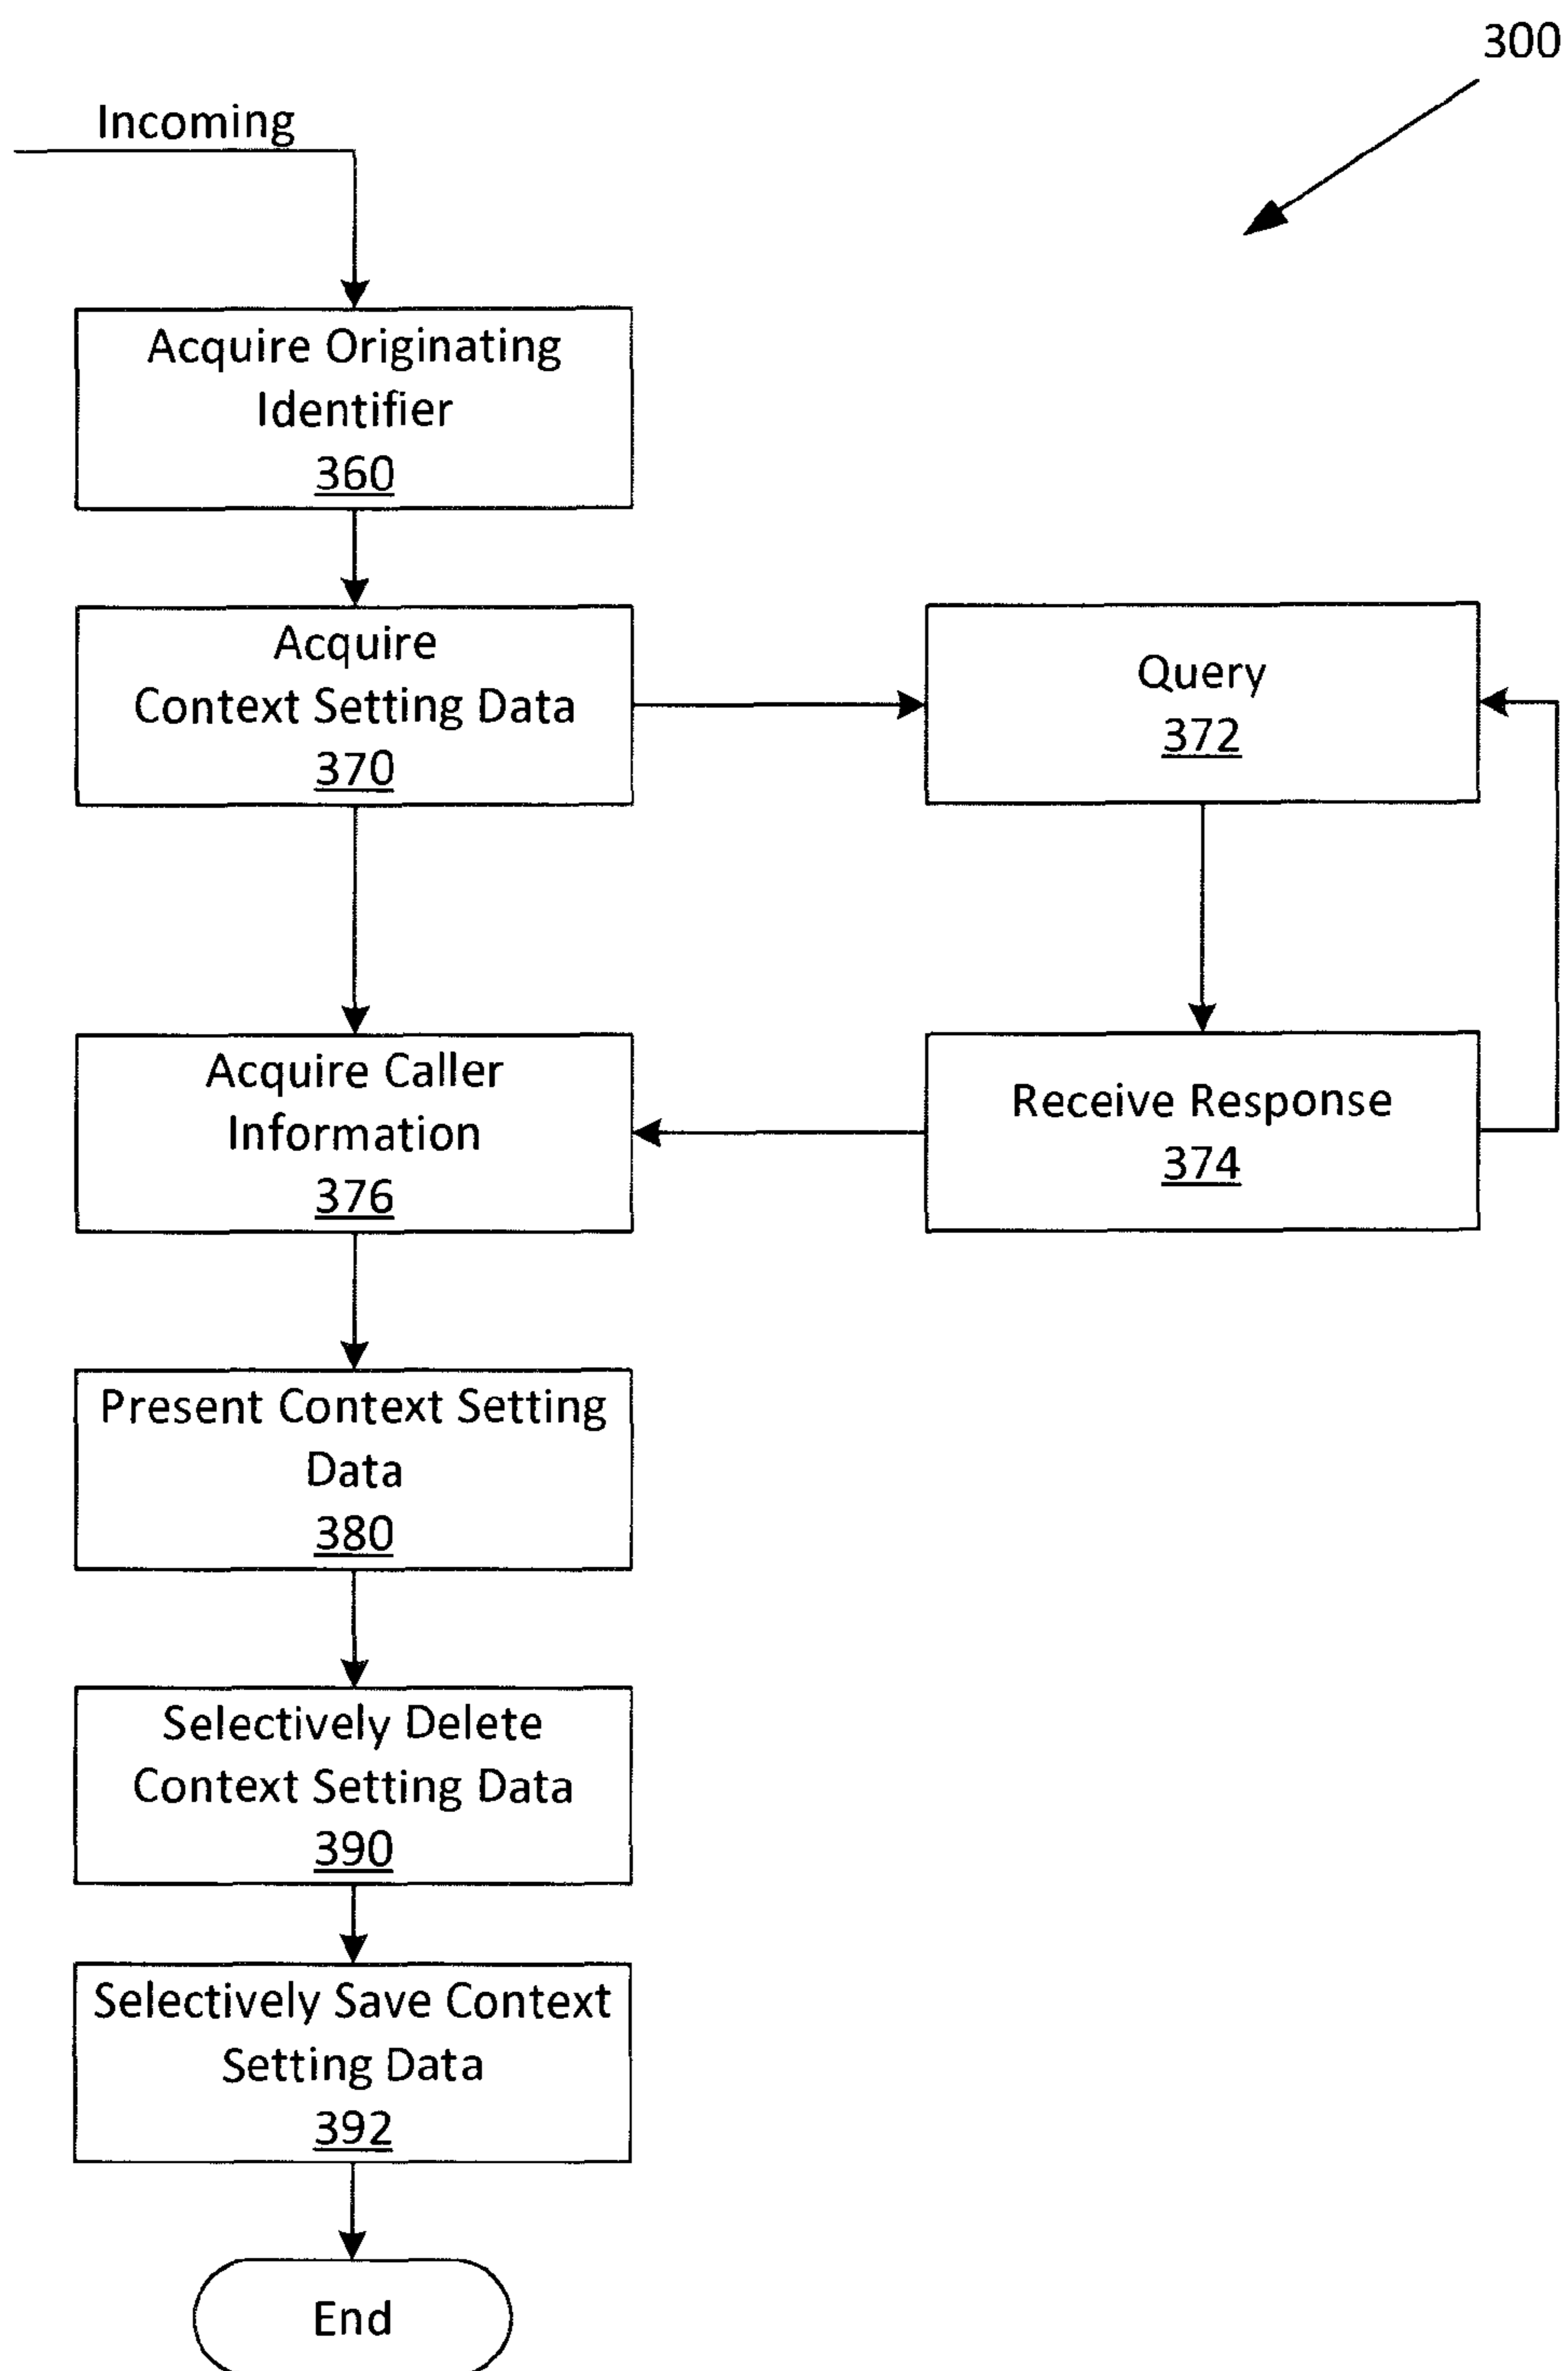 300
Incoming
Acquire Originating
Identifier
360
Acquire
Context Setting Data
370
Query
372
Acquire Caller
Information
376
Receive Response
374
Present Context Setting
Data
380
Selectively Delete
Context Setting Data
390
Selectively Save Context
Setting Data
392
End